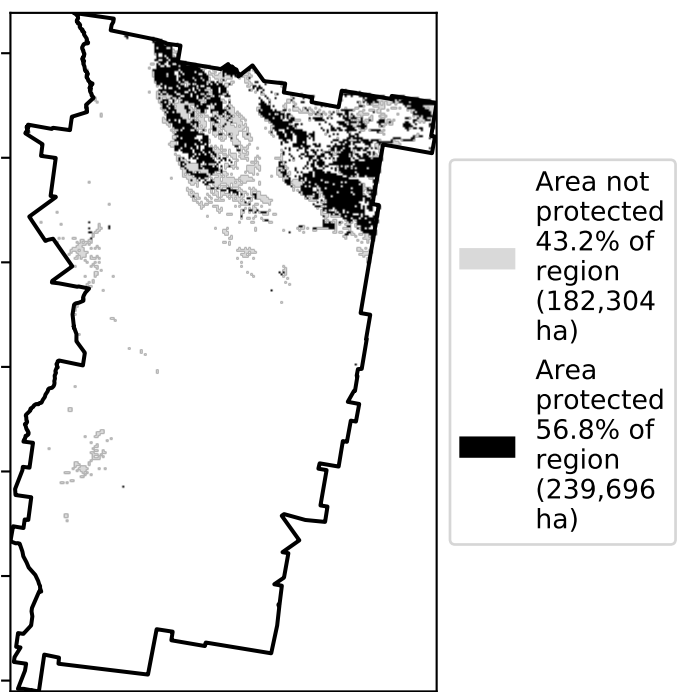 Area not
protected
43.2% of
region
(182,304
ha)
Area
protected
56.8% of
region
(239,696
ha)